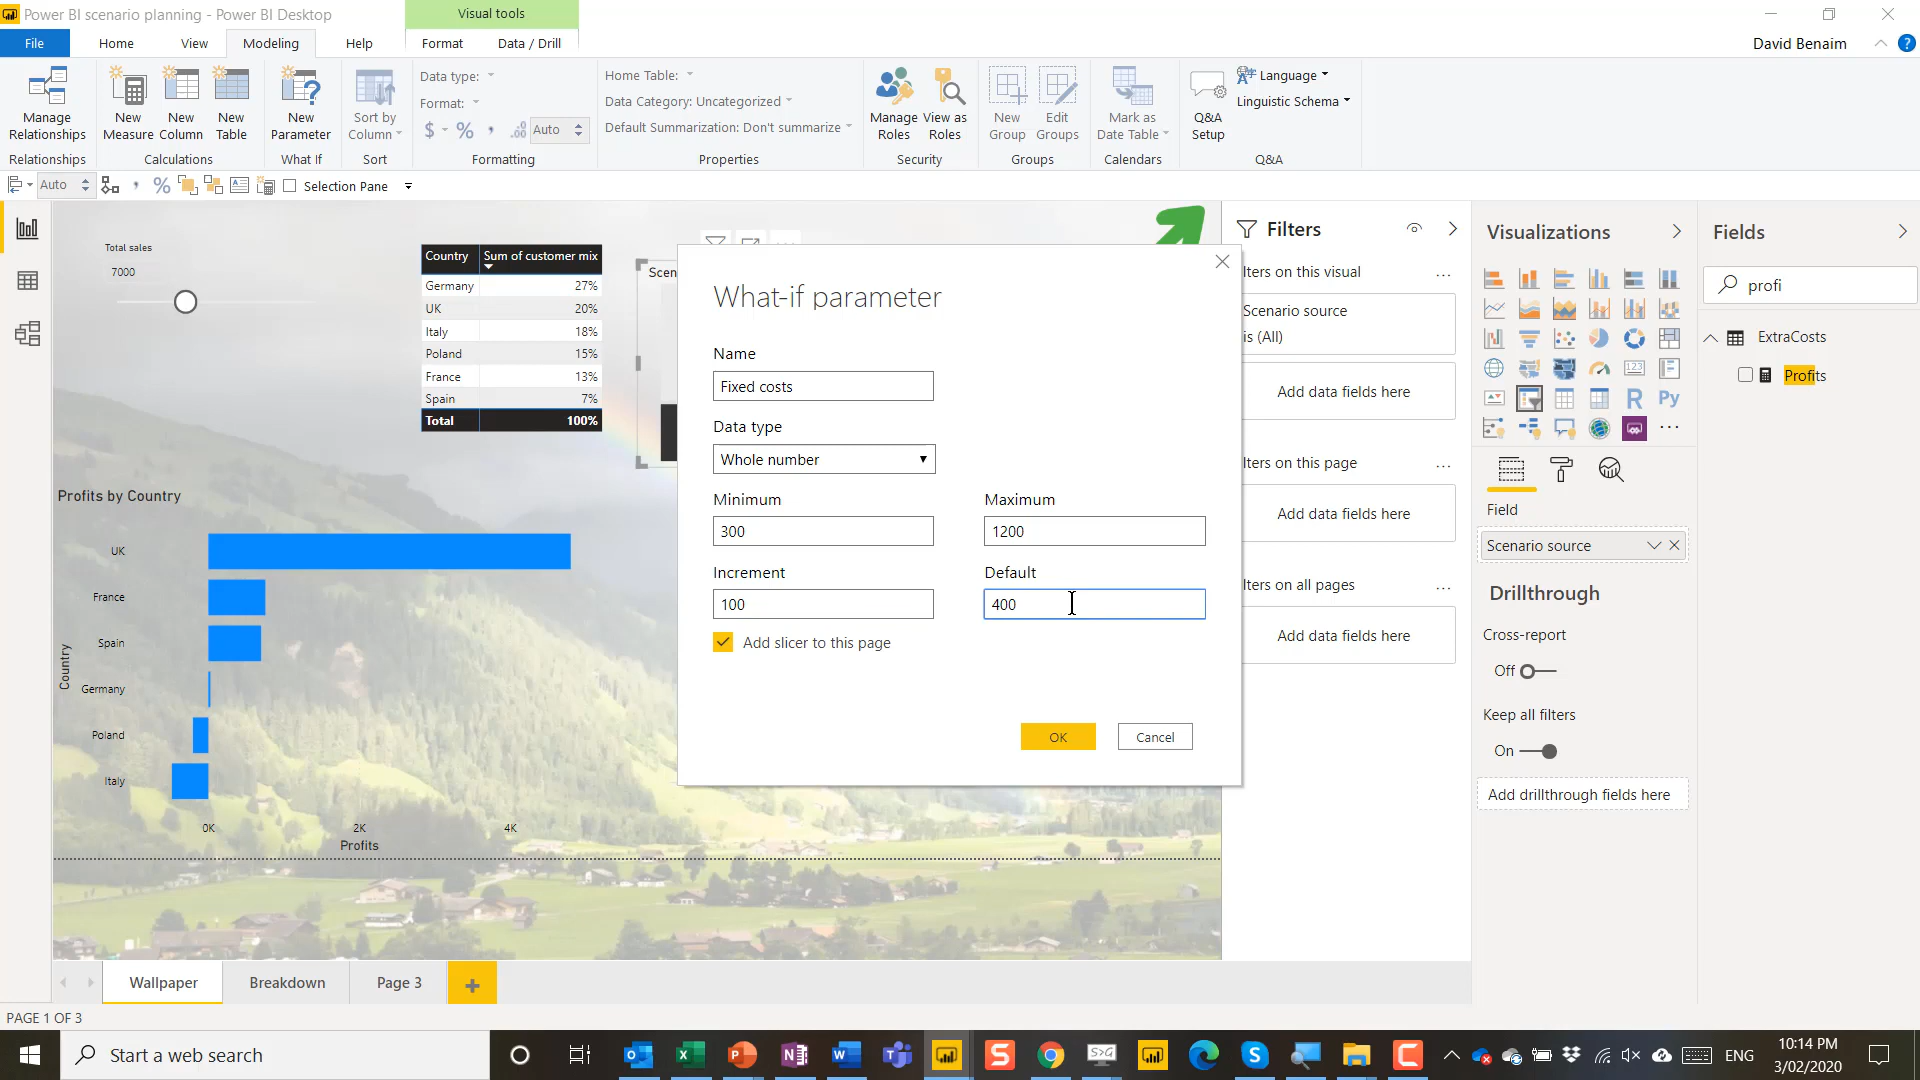 Power BI scenario planning - Power BI Desktop
Visual tools
File
Home
View
Modeling
Help
Format
Data / Drill
David Benaim
?
Manage Relationships
New Measure
New Column
New Table
New Parameter
Sort by Column
Data type:
Format:
$ % , .00 Auto
Home Table:
Data Category: Uncategorized
Default Summarization: Don't summarize
Manage Roles
View as Roles
New Group
Edit Groups
Mark as Date Table
Q&A Setup
Language
Linguistic Schema
Relationships
Calculations
What If
Sort
Formatting
Properties
Security
Groups
Calendars
Q&A
Auto
, %
Selection Pane
Total sales
7000
Country Sum of customer mix
Germany 27%
UK 20%
Italy 18%
Poland 15%
France 13%
Spain 7%
Total 100%
Scen
Profits by Country
Country
UK
France
Spain
Germany
Poland
Italy
0K 2K 4K
Profits
What-if parameter
Name
Fixed costs
Data type
Whole number
Minimum
300
Maximum
1200
Increment
100
Default
400
Add slicer to this page
OK
Cancel
Filters
lters on this visual ...
Scenario source
is (All)
Add data fields here
lters on this page ...
Add data fields here
lters on all pages ...
Add data fields here
Visualizations
123
R Py
...
Field
Scenario source
Drillthrough
Cross-report
Off
Keep all filters
On
Add drillthrough fields here
Fields
profi
ExtraCosts
Profits
Wallpaper
Breakdown
Page 3
+
PAGE 1 OF 3
Start a web search
ENG
10:14 PM
3/02/2020